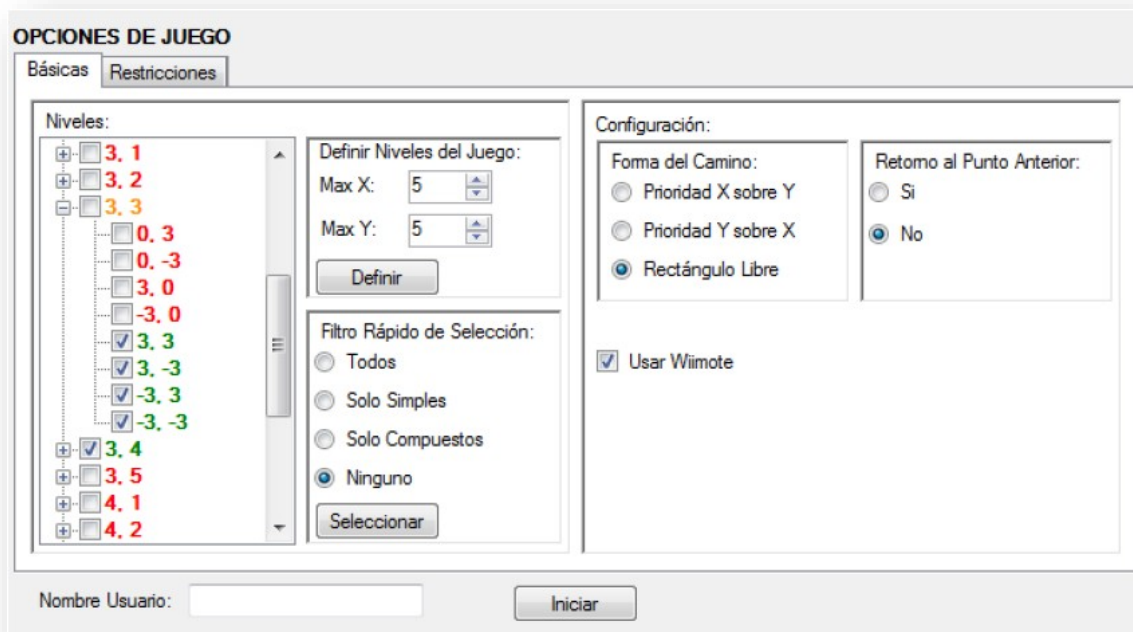 OPCIONES DE JUEGO
Básicas
Restricciones
Niveles:
3, 1
3, 2
3, 3
0, 3
0, -3
3, 0
-3, 0
3, 3
3, -3
-3, 3
-3, -3
3, 4
3, 5
4, 1
4, 2
Definir Niveles del Juego:
Max X: 5
Max Y: 5
Definir
Filtro Rápido de Selección:
Todos
Solo Simples
Solo Compuestos
Ninguno
Seleccionar
Configuración:
Forma del Camino:
Prioridad X sobre Y
Prioridad Y sobre X
Rectángulo Libre
Retorno al Punto Anterior:
Si
No
Usar Wiimote
Nombre Usuario:
Iniciar